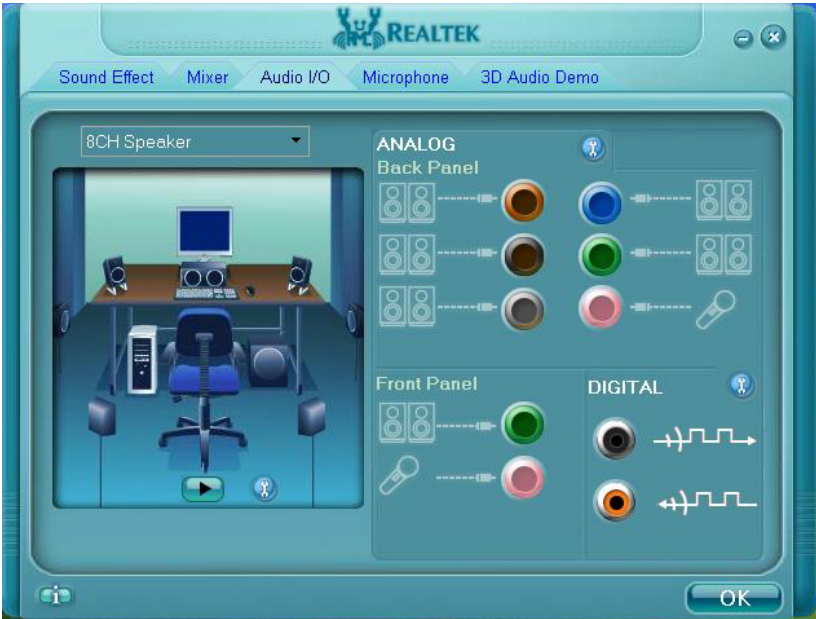 REALTEK
Sound Effect Mixer Audio I/O Microphone 3D Audio Demo
8CH Speaker
ANALOG
Back Panel
Front Panel
DIGITAL
i
OK